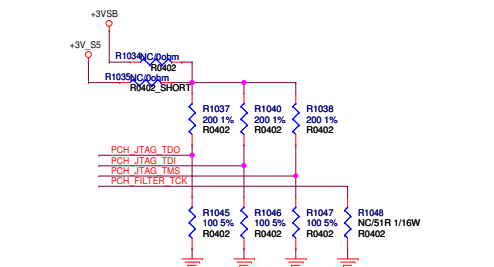 +3VSB
+3V_S5
R1034NC/0ohm
R0402
R1035NC/0ohm
R0402_SHORT
R1037 R1040 R1038
200 1% 200 1% 200 1%
R0402 R0402 R0402
PCH_JTAG_TDO
PCH_JTAG_TDI
PCH_JTAG_TMS
PCH_FILTER_TCK
R1045 R1046 R1047 R1048
100 5% 100 5% 100 5% NC/51R 1/16W
R0402 R0402 R0402 R0402